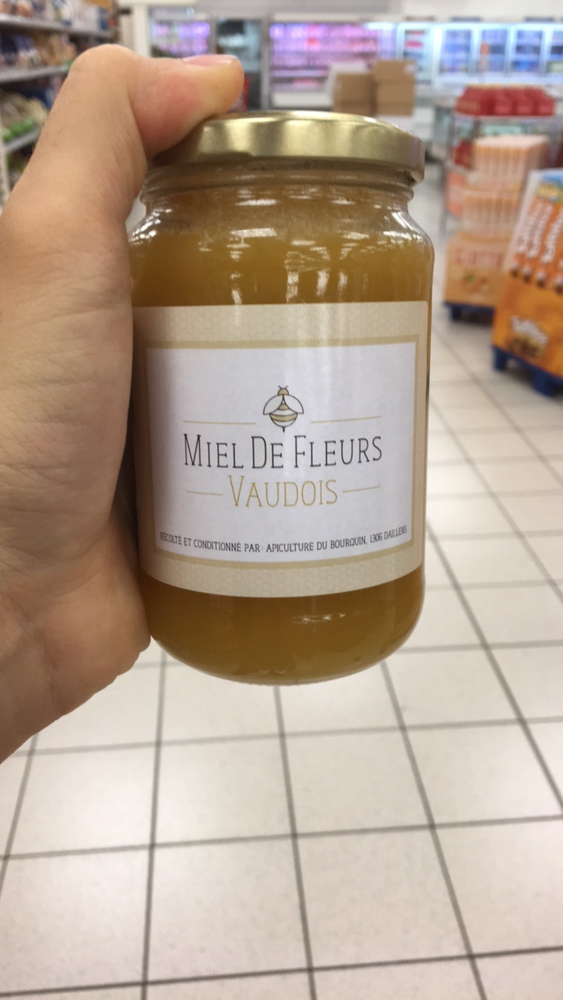 MIEL DE FLEURS
VAUDOIS
RÉCOLTÉ ET CONDITIONNÉ PAR: APICULTURE DU BOURQUIN, 1306 DAILLENS